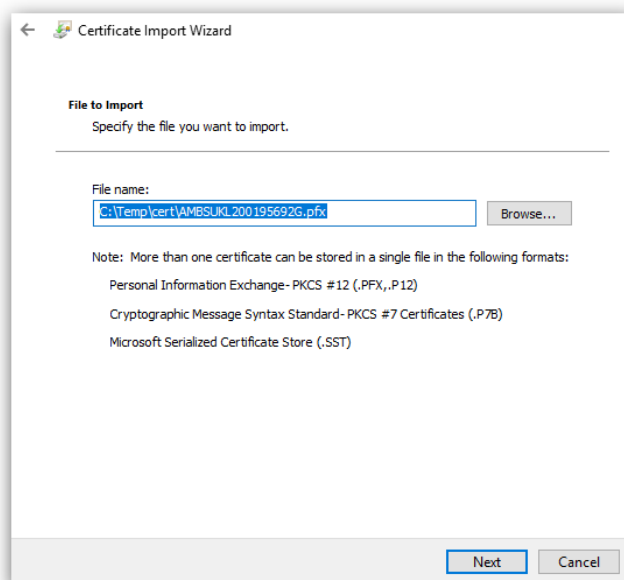 Certificate Import Wizard
File to Import
Specify the file you want to import.
File name:
C:\Temp\cert\AMBSUKL200195692G.pfx
Browse...
Note: More than one certificate can be stored in a single file in the following formats:
Personal Information Exchange- PKCS #12 (.PFX,.P12)
Cryptographic Message Syntax Standard- PKCS #7 Certificates (.P7B)
Microsoft Serialized Certificate Store (.SST)
Next
Cancel